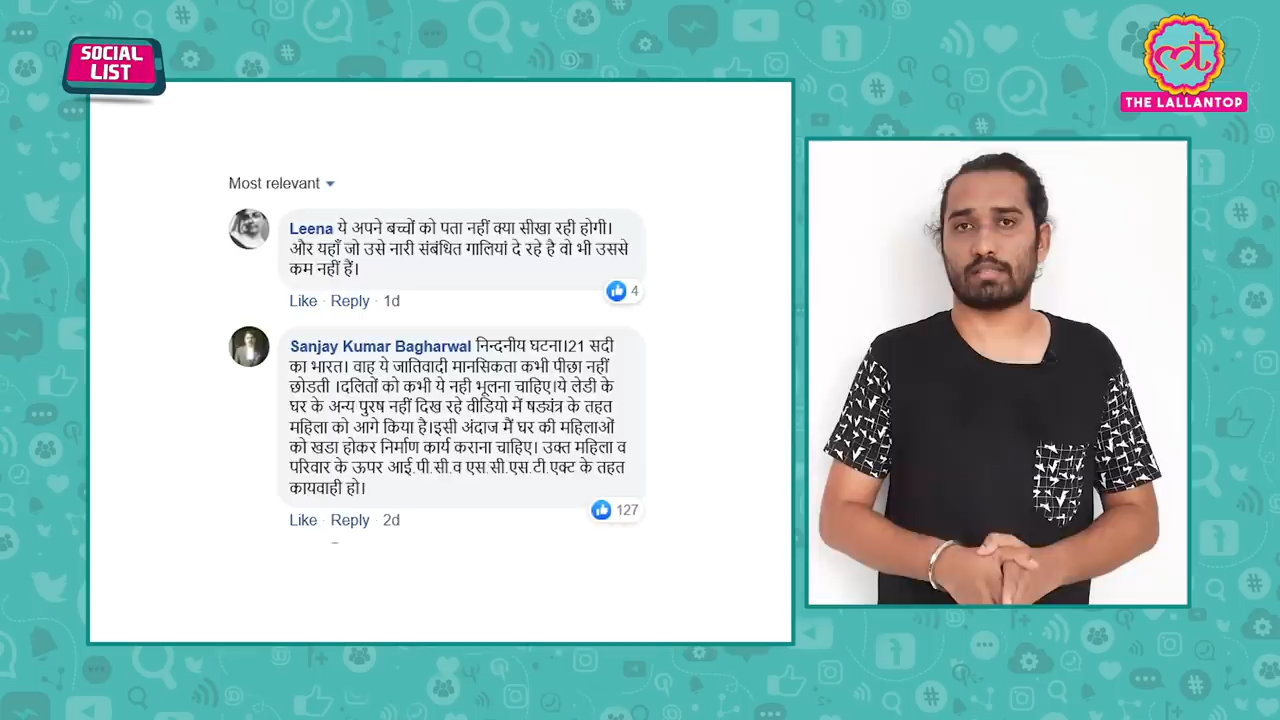 SOCIAL
LIST
THE LALLANTOP
Most relevant
Leena ये अपने बच्चों को पता नहीं क्या सीखा रही होगी।
और यहाँ जो उसे नारी संबंधित गालियां दे रहे है वो भी उससे
कम नहीं हैं।
Like · Reply · 1d
4
Sanjay Kumar Bagharwal निन्दनीय घटना।21 सदी
का भारत। वाह ये जातिवादी मानसिकता कभी पीछा नहीं
छोडती ।दलितों को कभी ये नही भूलना चाहिए।ये लेडी के
घर के अन्य पुरष नहीं दिख रहे वीडियो में षड्यंत्र के तहत
महिला को आगे किया है।इसी अंदाज मैं घर की महिलाओं
को खडा होकर निर्माण कार्य कराना चाहिए। उक्त महिला व
परिवार के ऊपर आई.पी.सी.व एस.सी.एस.टी.एक्ट के तहत
कायवाही हो।
Like · Reply · 2d
127